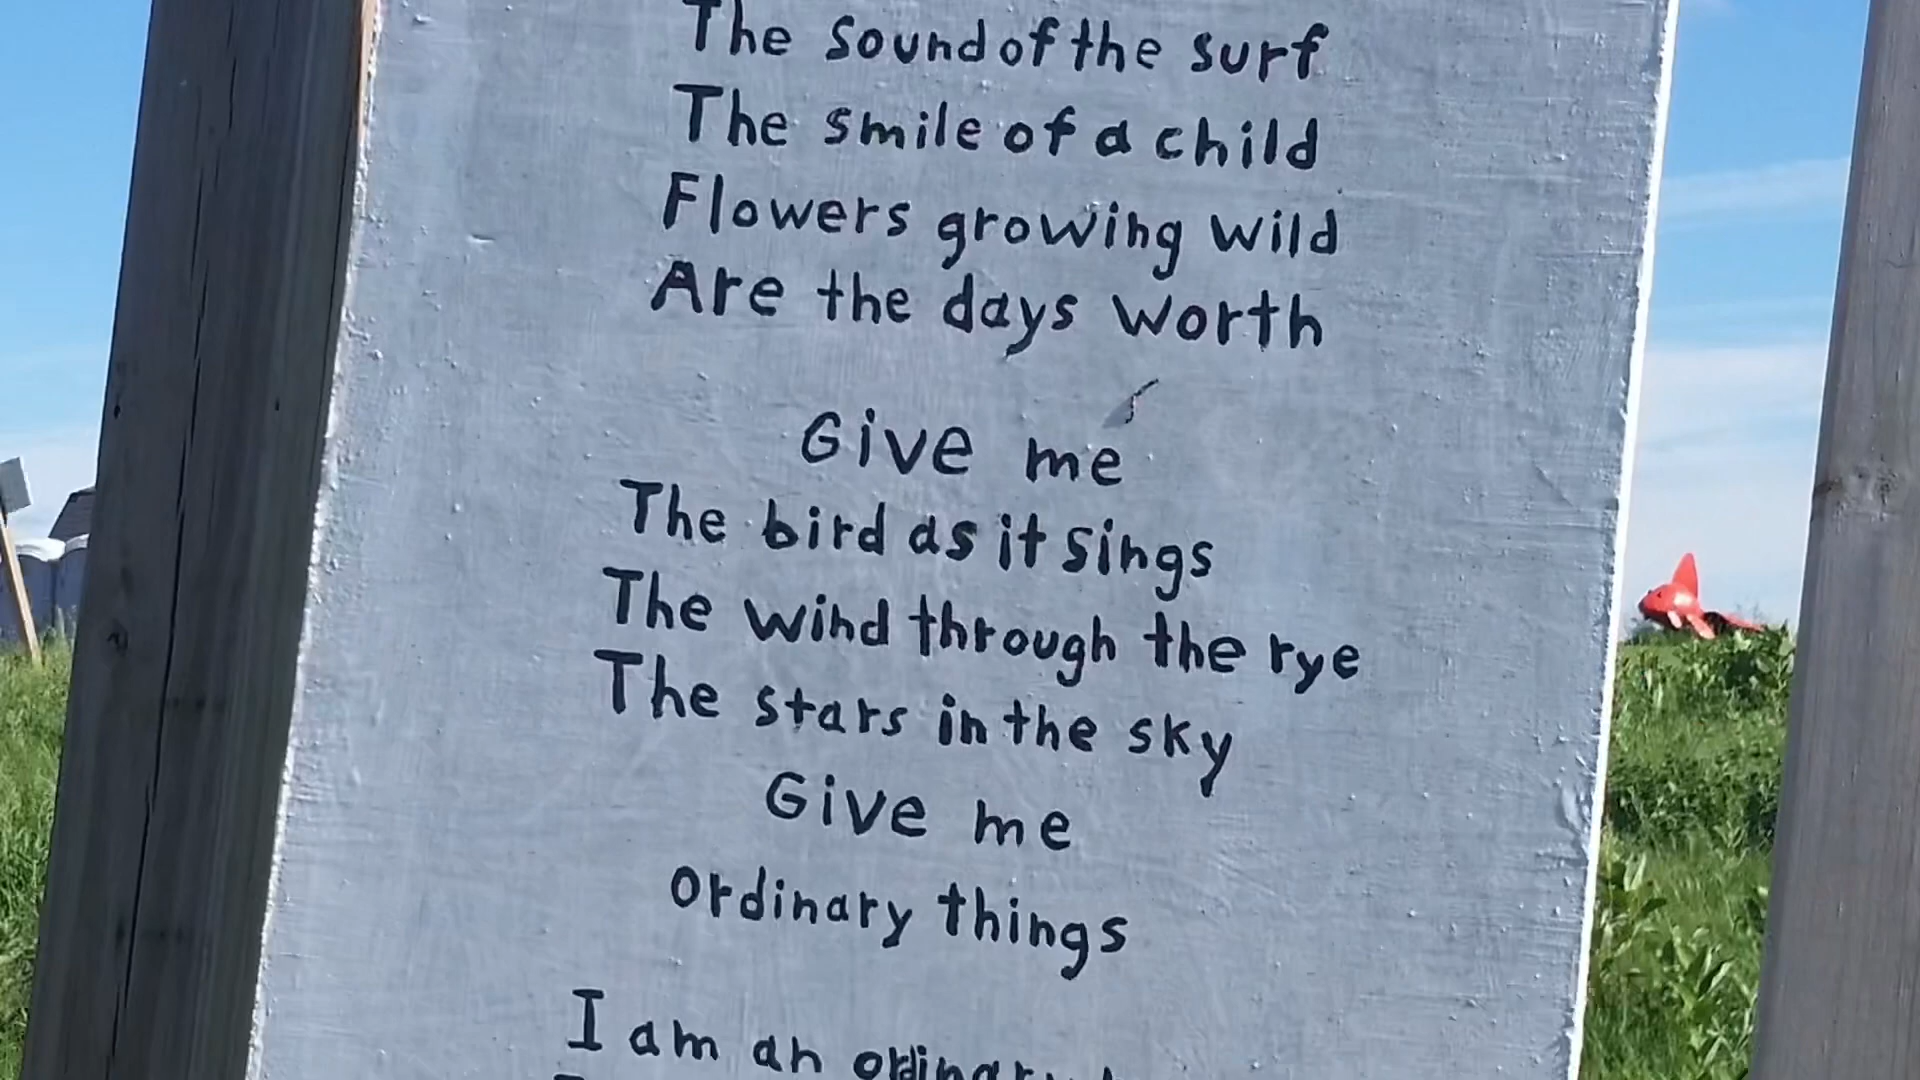 The sound of the surf
The smile of a child
Flowers growing wild
Are the days worth
Give me
The bird as it sings
The wind through the rye
The stars in the sky
Give me
ordinary things
I am an ordinary